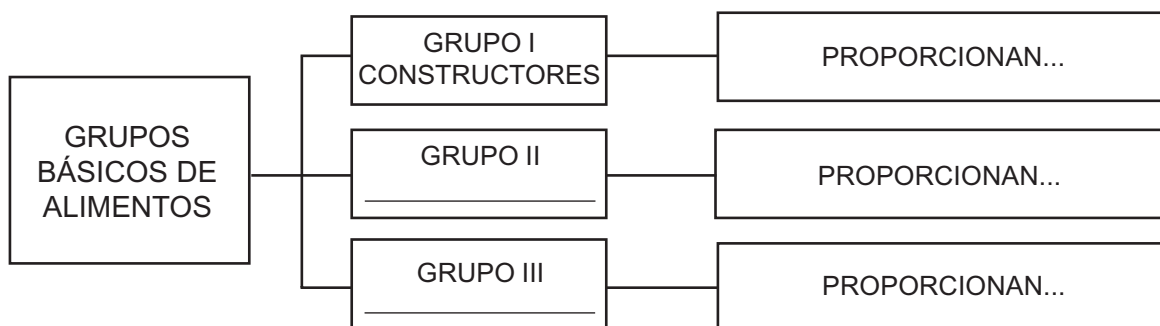 GRUPOS
BÁSICOS DE
ALIMENTOS
GRUPO I
CONSTRUCTORES
PROPORCIONAN...
GRUPO II
PROPORCIONAN...
GRUPO III
PROPORCIONAN...